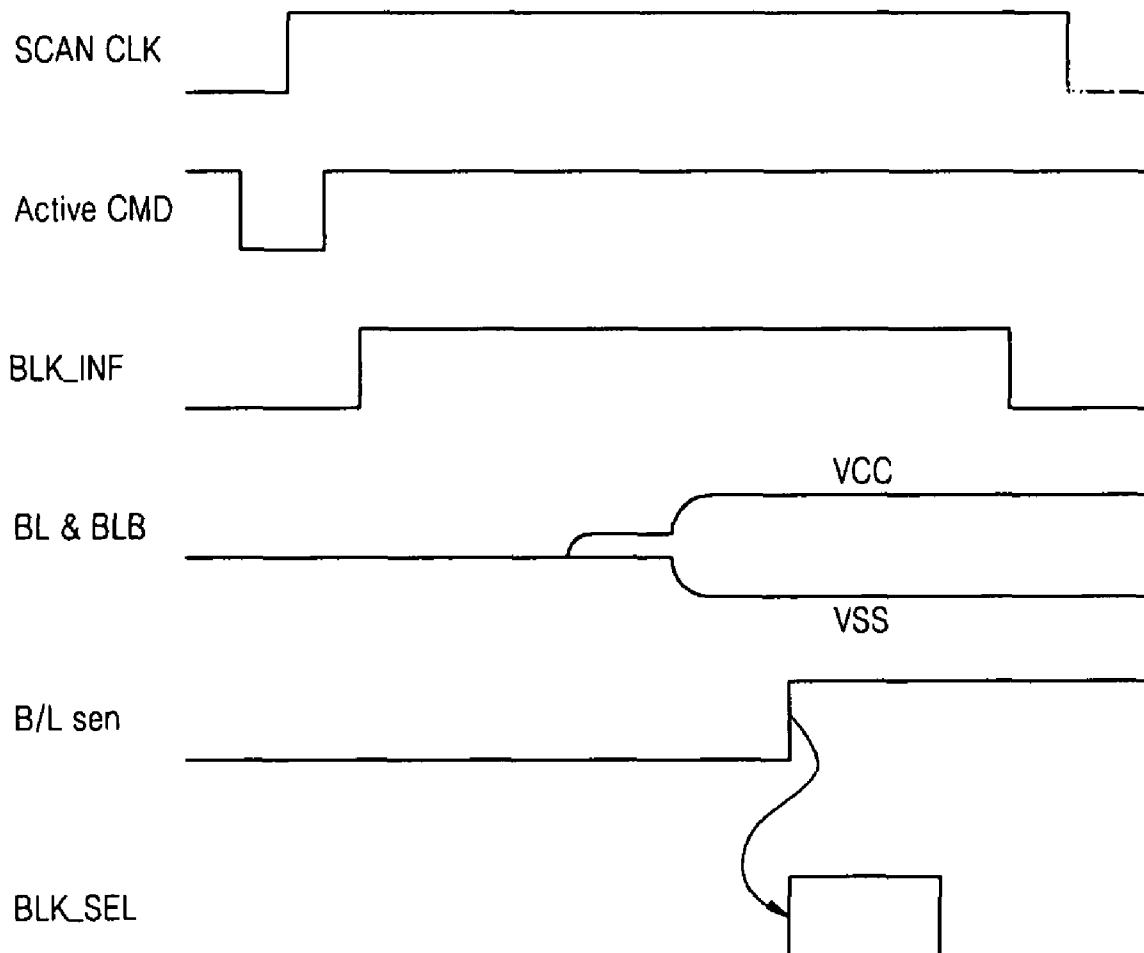 SCAN CLK
Active CMD
BLK_INF
VCC
BL & BLB
VSS
B/L sen
BLK_SEL